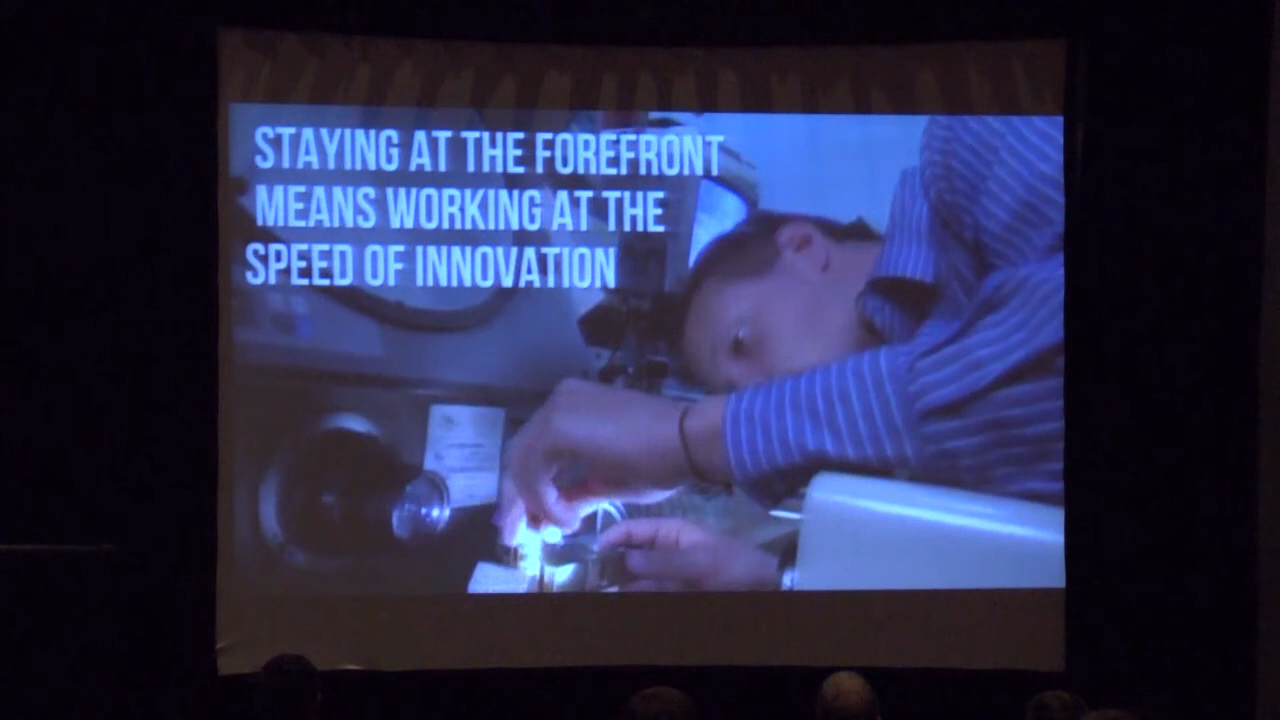 STAYING AT THE FOREFRONT
MEANS WORKING AT THE
SPEED OF INNOVATION